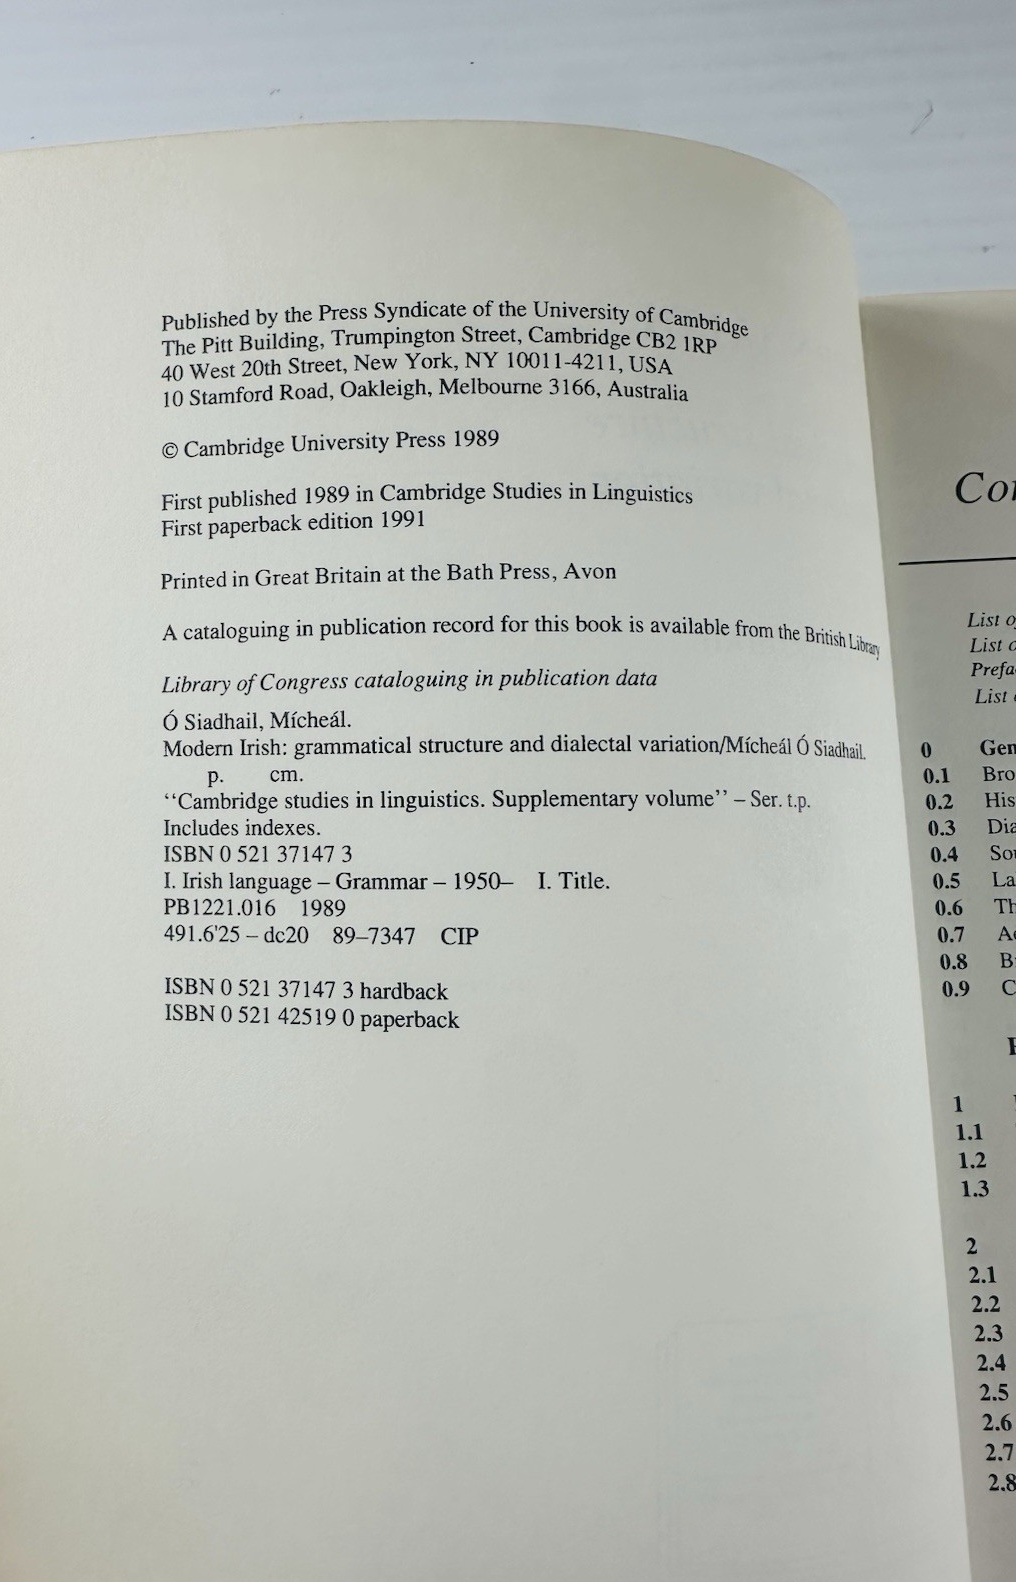 Published by the Press Syndicate of the University of Cambridge
The Pitt Building, Trumpington Street, Cambridge CB2 1RP
40 West 20th Street, New York, NY 10011-4211, USA
10 Stamford Road, Oakleigh, Melbourne 3166, Australia
© Cambridge University Press 1989
First published 1989 in Cambridge Studies in Linguistics
First paperback edition 1991
Printed in Great Britain at the Bath Press, Avon
A cataloguing in publication record for this book is available from the British Library
Library of Congress cataloguing in publication data
Ó Siadhail, Mícheál.
Modern Irish: grammatical structure and dialectal variation/Mícheál Ó Siadhail.
p. cm.
“Cambridge studies in linguistics. Supplementary volume” – Ser. t.p.
Includes indexes.
ISBN 0 521 37147 3
I. Irish language – Grammar – 1950– I. Title.
PB1221.016 1989
491.6'25 – dc20 89–7347 CIP
ISBN 0 521 37147 3 hardback
ISBN 0 521 42519 0 paperback
List
List
0
0.1
0.2
0.3
0.4
0.5
0.6
0.7
0.8
0.9
1
1.1
1.2
1.3
2
2.1
2.2
2.3
2.4
2.5
2.6
2.7
2.8